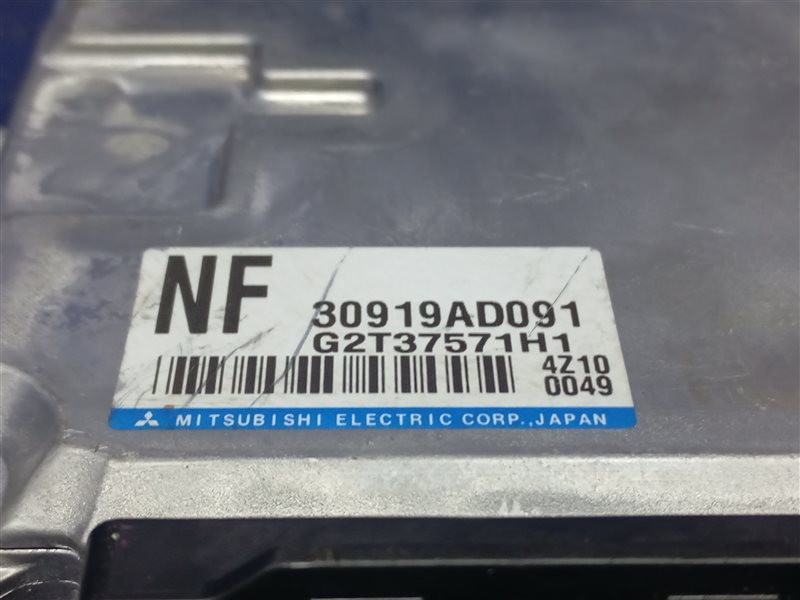 NF 30919AD091
G2T37571H1
4Z10
0049
MITSUBISHI ELECTRIC CORP., JAPAN